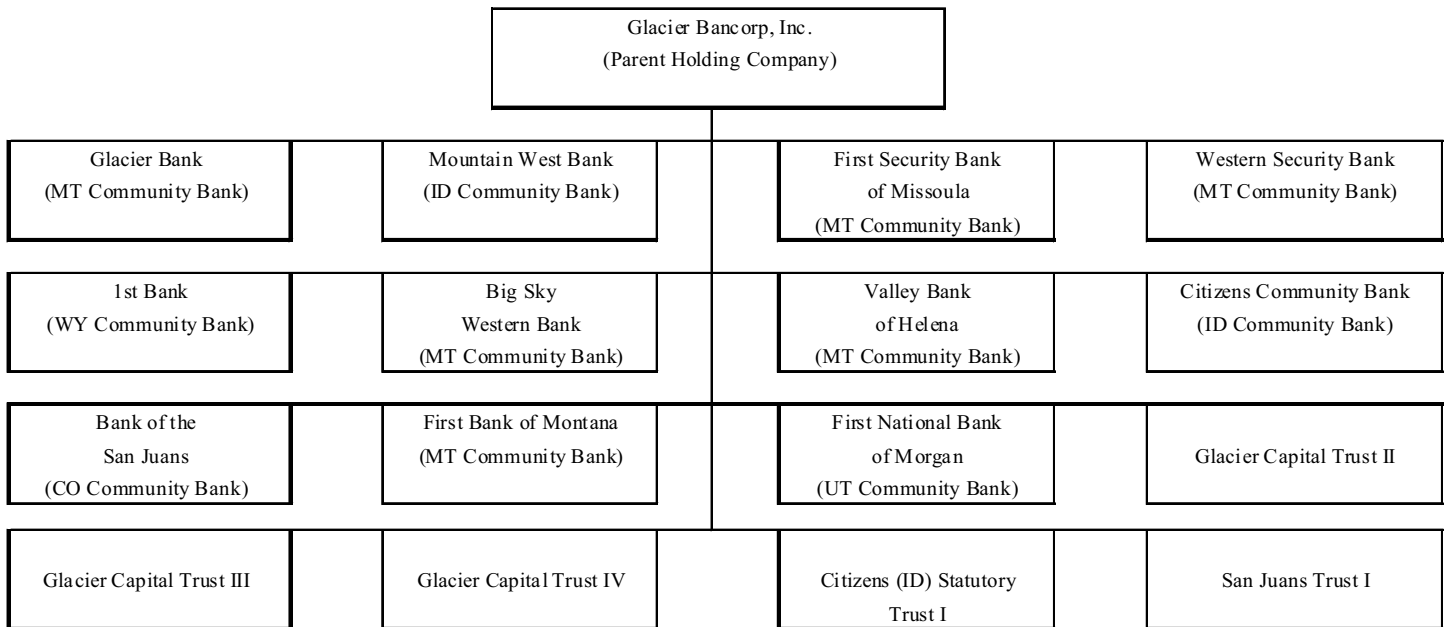 Glacier Bancorp, Inc.
(Parent Holding Company)
Glacier Bank
(MT Community Bank)
Mountain West Bank
(ID Community Bank)
First Security Bank
of Missoula
(MT Community Bank)
Western Security Bank
(MT Community Bank)
1st Bank
(WY Community Bank)
Big Sky
Western Bank
(MT Community Bank)
Valley Bank
of Helena
(MT Community Bank)
Citizens Community Bank
(ID Community Bank)
Bank of the
San Juans
(CO Community Bank)
First Bank of Montana
(MT Community Bank)
First National Bank
of Morgan
(UT Community Bank)
Glacier Capital Trust II
Glacier Capital Trust III
Glacier Capital Trust IV
Citizens (ID) Statutory
Trust I
San Juans Trust I